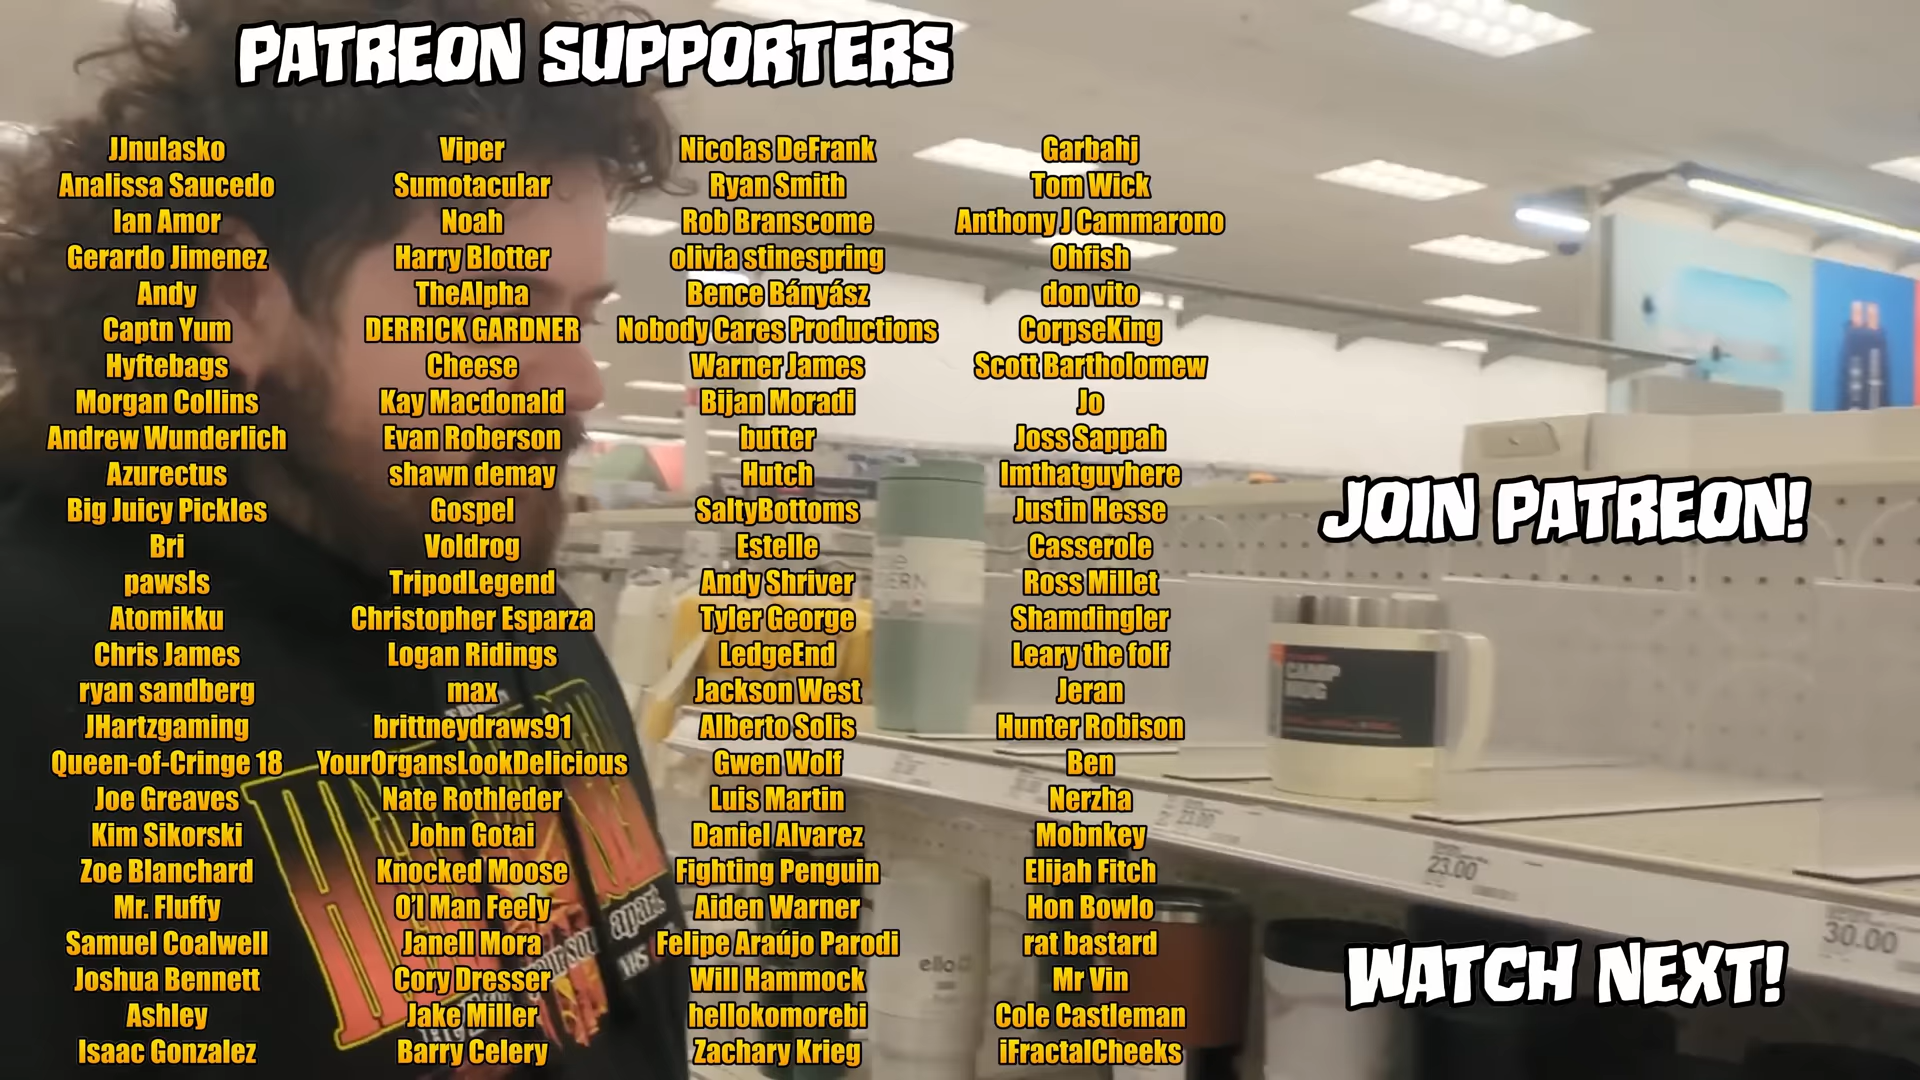 PATREON SUPPORTERS
JJnulasko
Analissa Saucedo
Ian Amor
Gerardo Jimenez
Andy
Captn Yum
Hyftebags
Morgan Collins
Andrew Wunderlich
Azurectus
Big Juicy Pickles
Bri
pawsls
Atomikku
Chris James
ryan sandberg
JHartzgaming
Queen-of-Cringe 18
Joe Greaves
Kim Sikorski
Zoe Blanchard
Mr. Fluffy
Samuel Coalwell
Joshua Bennett
Ashley
Isaac Gonzalez
Viper
Sumotacular
Noah
Harry Blotter
TheAlpha
DERRICK GARDNER
Cheese
Kay Macdonald
Evan Roberson
shawn demay
Gospel
Voldrog
TripodLegend
Christopher Esparza
Logan Ridings
max
brittneydraws91
YourOrgansLookDelicious
Nate Rothleder
John Gotai
Knocked Moose
O'l Man Feely
Janell Mora
Cory Dresser
Jake Miller
Barry Celery
Nicolas DeFrank
Ryan Smith
Rob Branscome
olivia stinespring
Bence Bányász
Nobody Cares Productions
Warner James
Bijan Moradi
butter
Hutch
SaltyBottoms
Estelle
Andy Shriver
Tyler George
LedgeEnd
Jackson West
Alberto Solis
Gwen Wolf
Luis Martin
Daniel Alvarez
Fighting Penguin
Aiden Warner
Felipe Araújo Parodi
Will Hammock
hellokomorebi
Zachary Krieg
Garbahj
Tom Wick
Anthony J Cammarono
Ohfish
don vito
CorpseKing
Scott Bartholomew
Jo
Joss Sappah
Imthatguyhere
Justin Hesse
Casserole
Ross Millet
Shamdingler
Leary the folf
Jeran
Hunter Robison
Ben
Nerzha
Mobnkey
Elijah Fitch
Hon Bowlo
rat bastard
Mr Vin
Cole Castleman
iFractalCheeks
JOIN PATREON!
CAMP
MUG
23.00
23.00
30.00
ello
apart
VHS
WATCH NEXT!